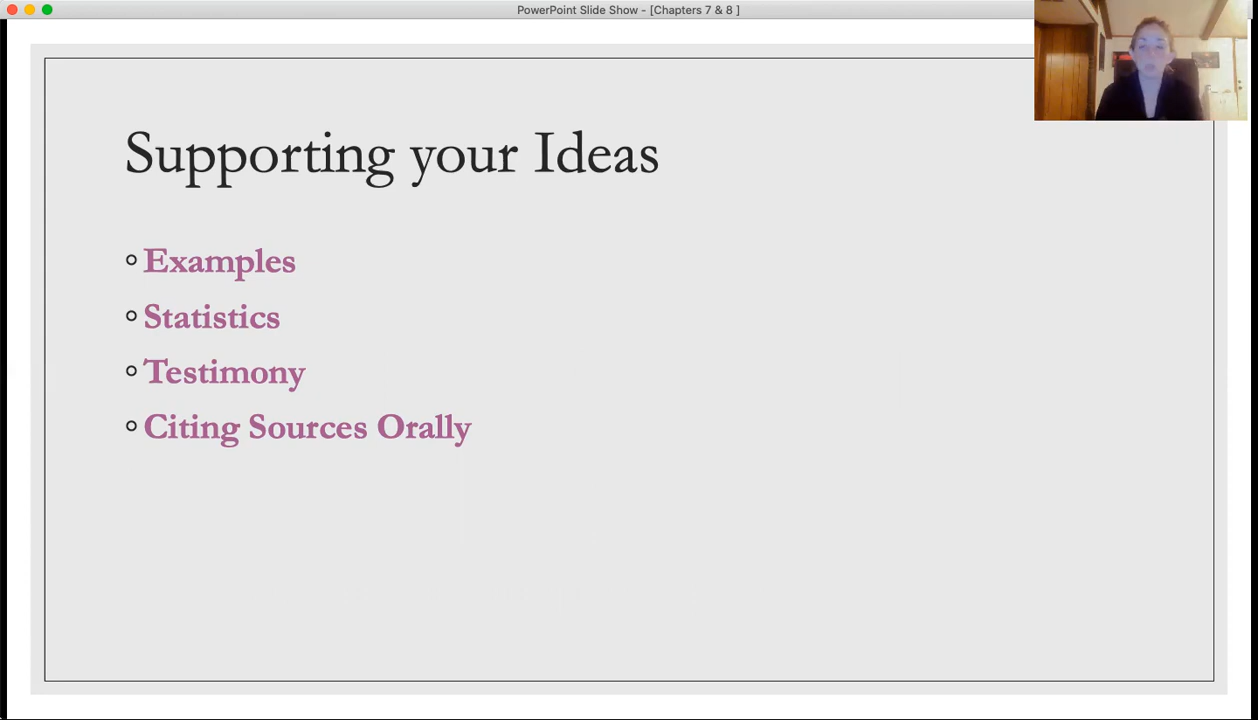 PowerPoint Slide Show - [Chapters 7 & 8 ]
Supporting your Ideas
Examples
Statistics
Testimony
Citing Sources Orally